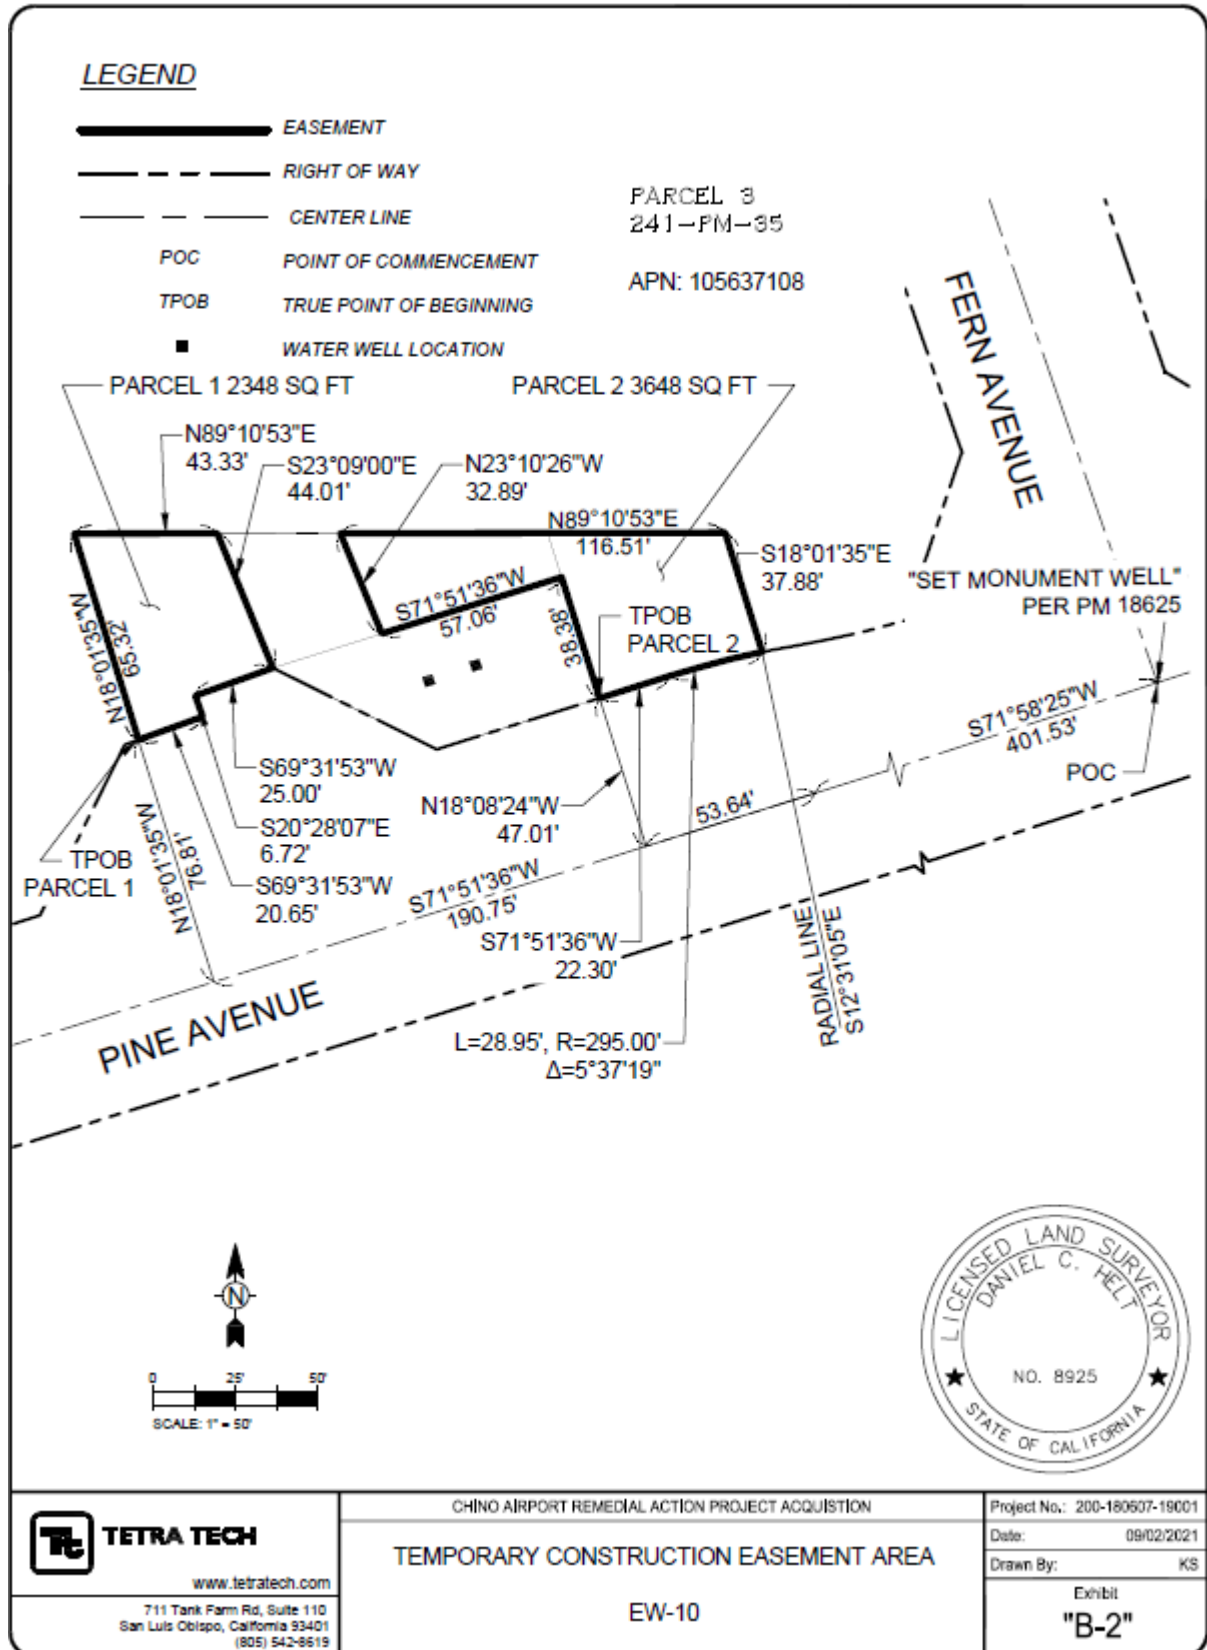 LEGEND
EASEMENT
RIGHT OF WAY
CENTER LINE
POC POINT OF COMMENCEMENT
TPOB TRUE POINT OF BEGINNING
WATER WELL LOCATION
PARCEL 3
241-PM-35
APN: 105637108
FERN AVENUE
PARCEL 1 2348 SQ FT
PARCEL 2 3648 SQ FT
N89°10'53"E
43.33'
S23°09'00"E
44.01'
N23°10'26"W
32.89'
N89°10'53"E
116.51'
S18°01'35"E
37.88'
"SET MONUMENT WELL"
PER PM 18625
S71°51'36"W
57.06'
38.38'
TPOB
PARCEL 2
N18°01'35"W
65.32'
S71°58'25"W
401.53'
POC
S69°31'53"W
25.00'
S20°28'07"E
6.72'
S69°31'53"W
20.65'
TPOB
PARCEL 1
N18°01'35"W
76.81'
N18°08'24"W
47.01'
53.64'
S71°51'36"W
190.75'
S71°51'36"W
22.30'
RADIAL LINE
S12°31'05"E
PINE AVENUE
L=28.95', R=295.00'
Δ=5°37'19"
N
0 25' 50'
SCALE: 1" = 50'
LICENSED LAND SURVEYOR
DANIEL C. HELT
NO. 8925
STATE OF CALIFORNIA
Tt TETRA TECH
www.tetratech.com
711 Tank Farm Rd, Suite 110
San Luis Obispo, California 93401
(805) 542-8619
CHINO AIRPORT REMEDIAL ACTION PROJECT ACQUISTION
TEMPORARY CONSTRUCTION EASEMENT AREA
EW-10
Project No.: 200-180607-19001
Date: 09/02/2021
Drawn By: KS
Exhibit
"B-2"